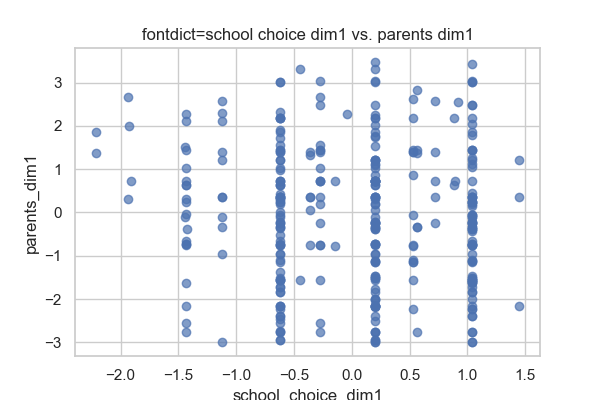 fontdict=school choice dim1 vs. parents dim1
3
2
1
0
−1
−2
−3
parents_dim1
−2.0 −1.5 −1.0 −0.5 0.0 0.5 1.0 1.5
school_choice_dim1